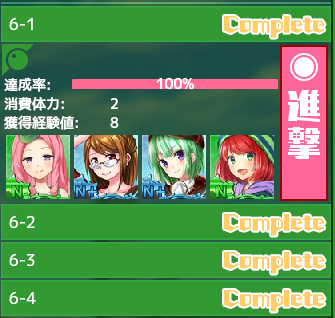 6-1 Complete
達成率: 100%
消費体力: 2
獲得経験値: 8
進撃
N N+ N+ N
6-2 Complete
6-3 Complete
6-4 Complete